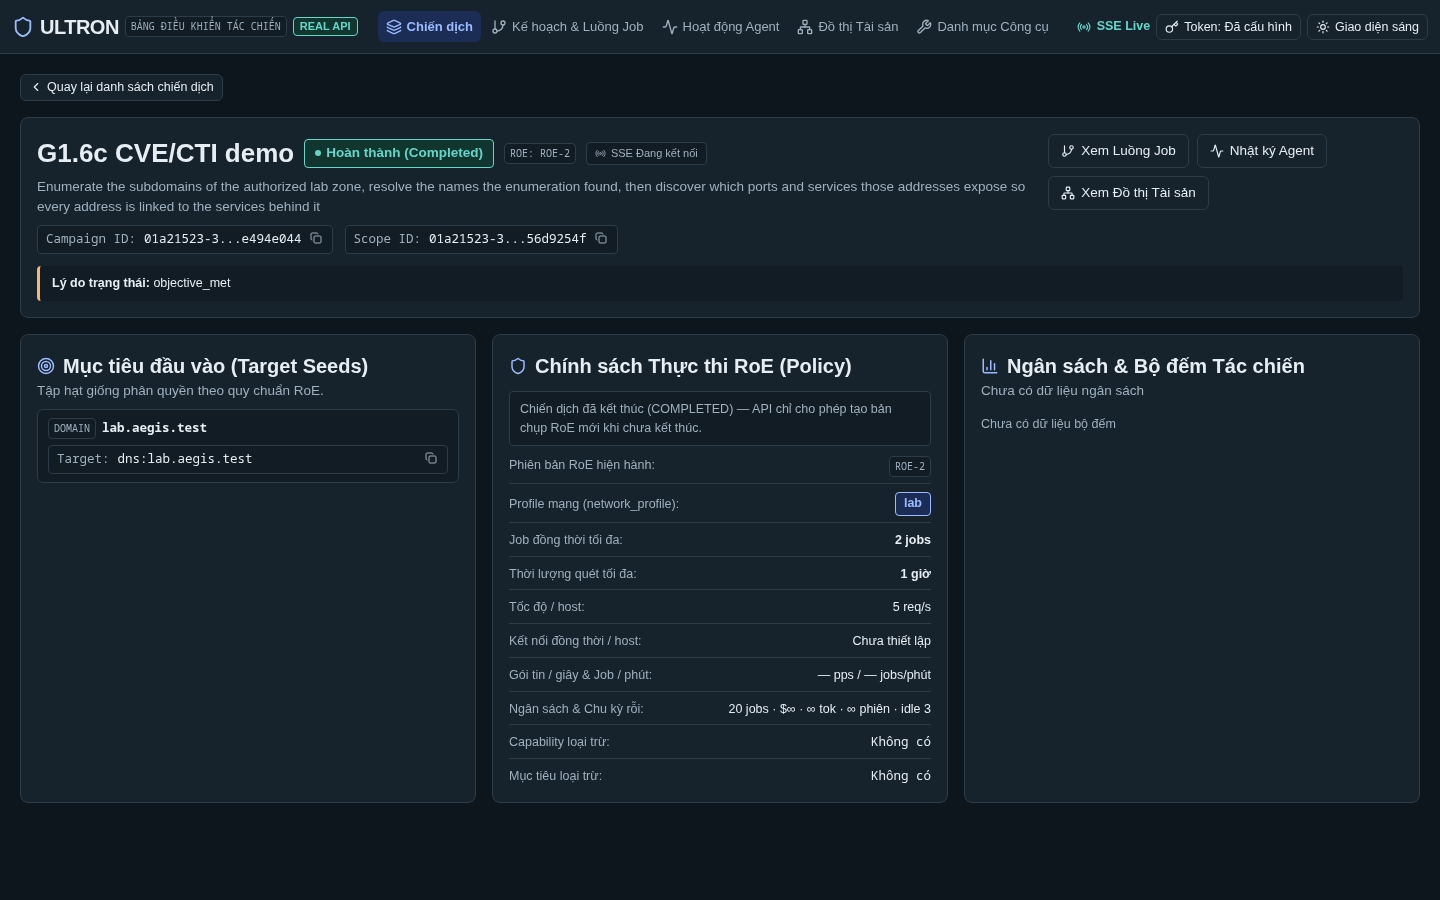 ULTRON BẢNG ĐIỀU KHIỂN TÁC CHIẾN REAL API Chiến dịch Kế hoạch & Luồng Job Hoạt động Agent Đồ thị Tài sản Danh mục Công cụ SSE Live Token: Đã cấu hình Giao diện sáng
Quay lại danh sách chiến dịch
G1.6c CVE/CTI demo Hoàn thành (Completed) ROE: ROE-2 SSE Đang kết nối
Xem Luồng Job Nhật ký Agent
Xem Đồ thị Tài sản
Enumerate the subdomains of the authorized lab zone, resolve the names the enumeration found, then discover which ports and services those addresses expose so
every address is linked to the services behind it
Campaign ID: 01a21523-3...e494e044 Scope ID: 01a21523-3...56d9254f
Lý do trạng thái: objective_met
Mục tiêu đầu vào (Target Seeds)
Tập hạt giống phân quyền theo quy chuẩn RoE.
DOMAIN lab.aegis.test
Target: dns:lab.aegis.test
Chính sách Thực thi RoE (Policy)
Chiến dịch đã kết thúc (COMPLETED) — API chỉ cho phép tạo bản
chụp RoE mới khi chưa kết thúc.
Phiên bản RoE hiện hành: ROE-2
Profile mạng (network_profile): lab
Job đồng thời tối đa: 2 jobs
Thời lượng quét tối đa: 1 giờ
Tốc độ / host: 5 req/s
Kết nối đồng thời / host: Chưa thiết lập
Gói tin / giây & Job / phút: — pps / — jobs/phút
Ngân sách & Chu kỳ rỗi: 20 jobs · $∞ · ∞ tok · ∞ phiên · idle 3
Capability loại trừ: Không có
Mục tiêu loại trừ: Không có
Ngân sách & Bộ đếm Tác chiến
Chưa có dữ liệu ngân sách
Chưa có dữ liệu bộ đếm